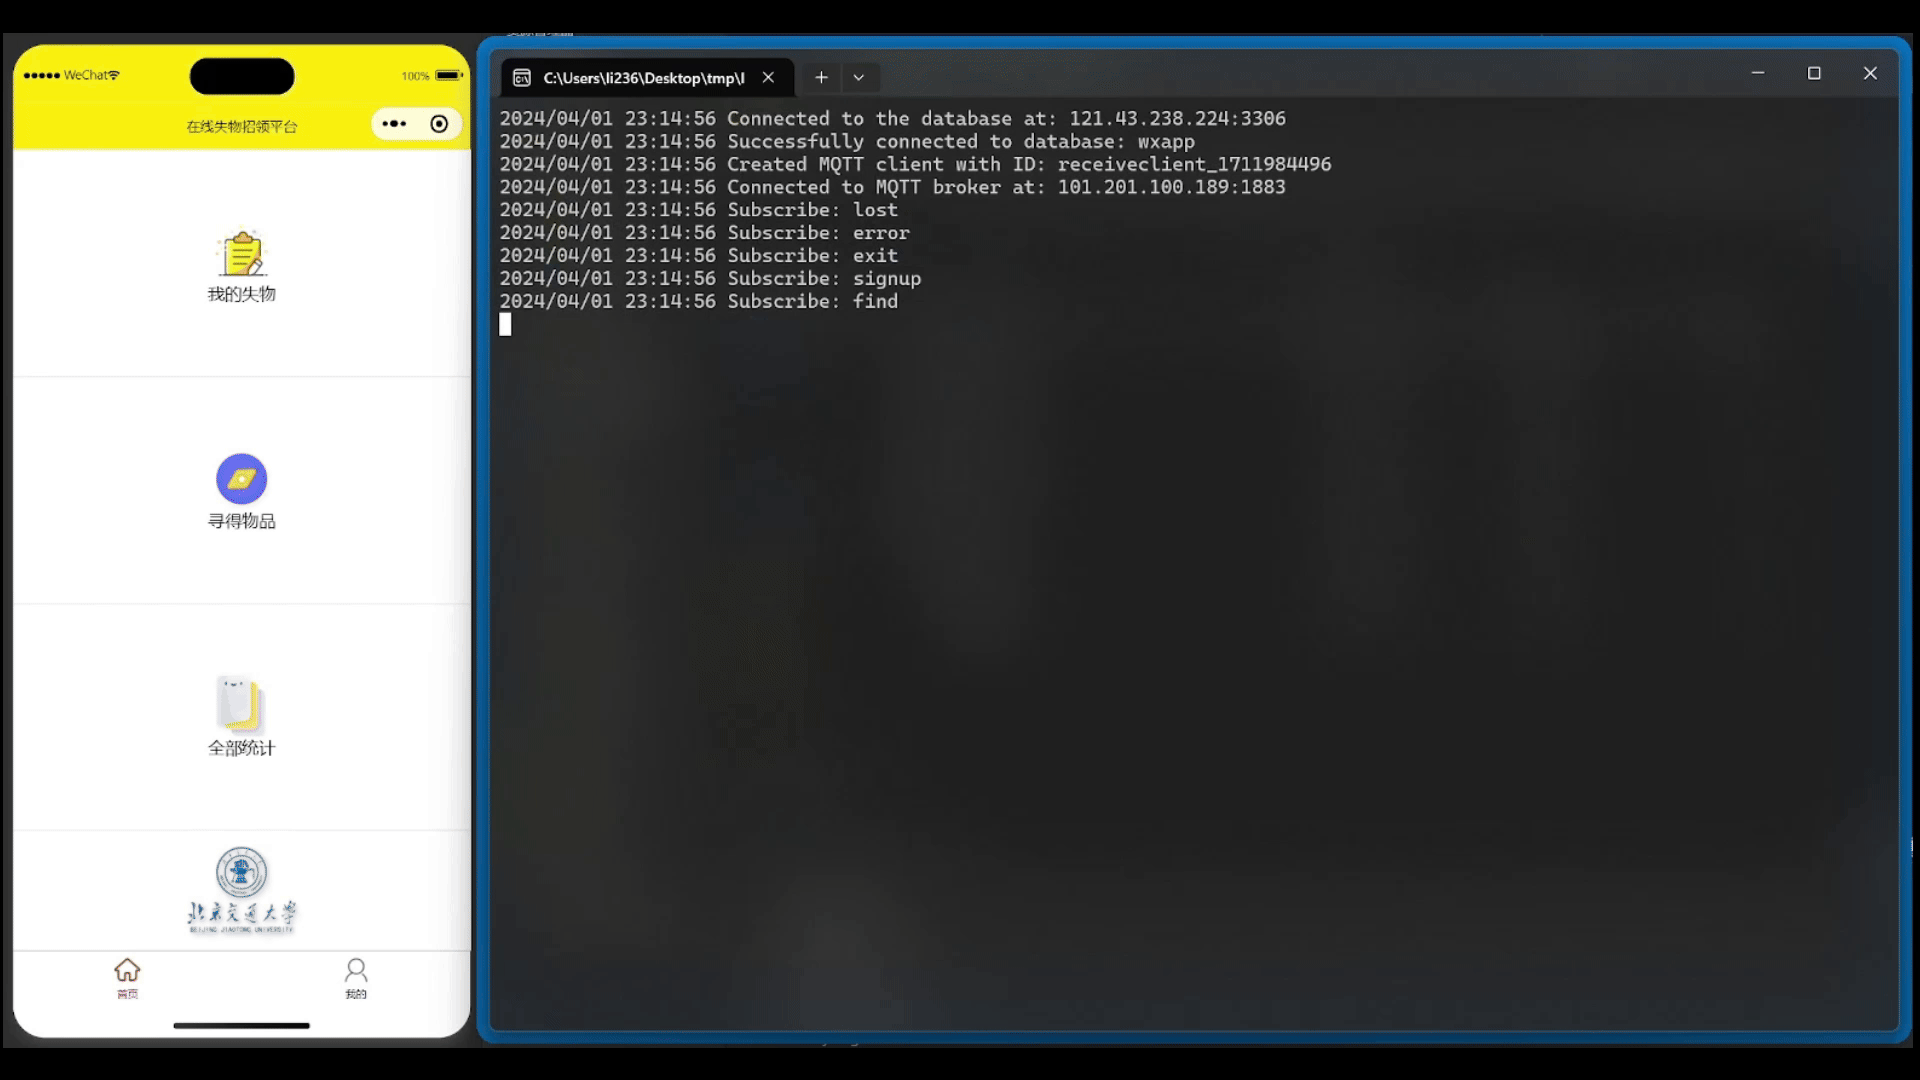 ●●●●● WeChat
100%
在线失物招领平台
我的失物
寻得物品
全部统计
北京交通大学
BEIJING JIAOTONG UNIVERSITY
首页
我的
C:\Users\li236\Desktop\tmp\l
2024/04/01 23:14:56 Connected to the database at: 121.43.238.224:3306
2024/04/01 23:14:56 Successfully connected to database: wxapp
2024/04/01 23:14:56 Created MQTT client with ID: receiveclient_1711984496
2024/04/01 23:14:56 Connected to MQTT broker at: 101.201.100.189:1883
2024/04/01 23:14:56 Subscribe: lost
2024/04/01 23:14:56 Subscribe: error
2024/04/01 23:14:56 Subscribe: exit
2024/04/01 23:14:56 Subscribe: signup
2024/04/01 23:14:56 Subscribe: find